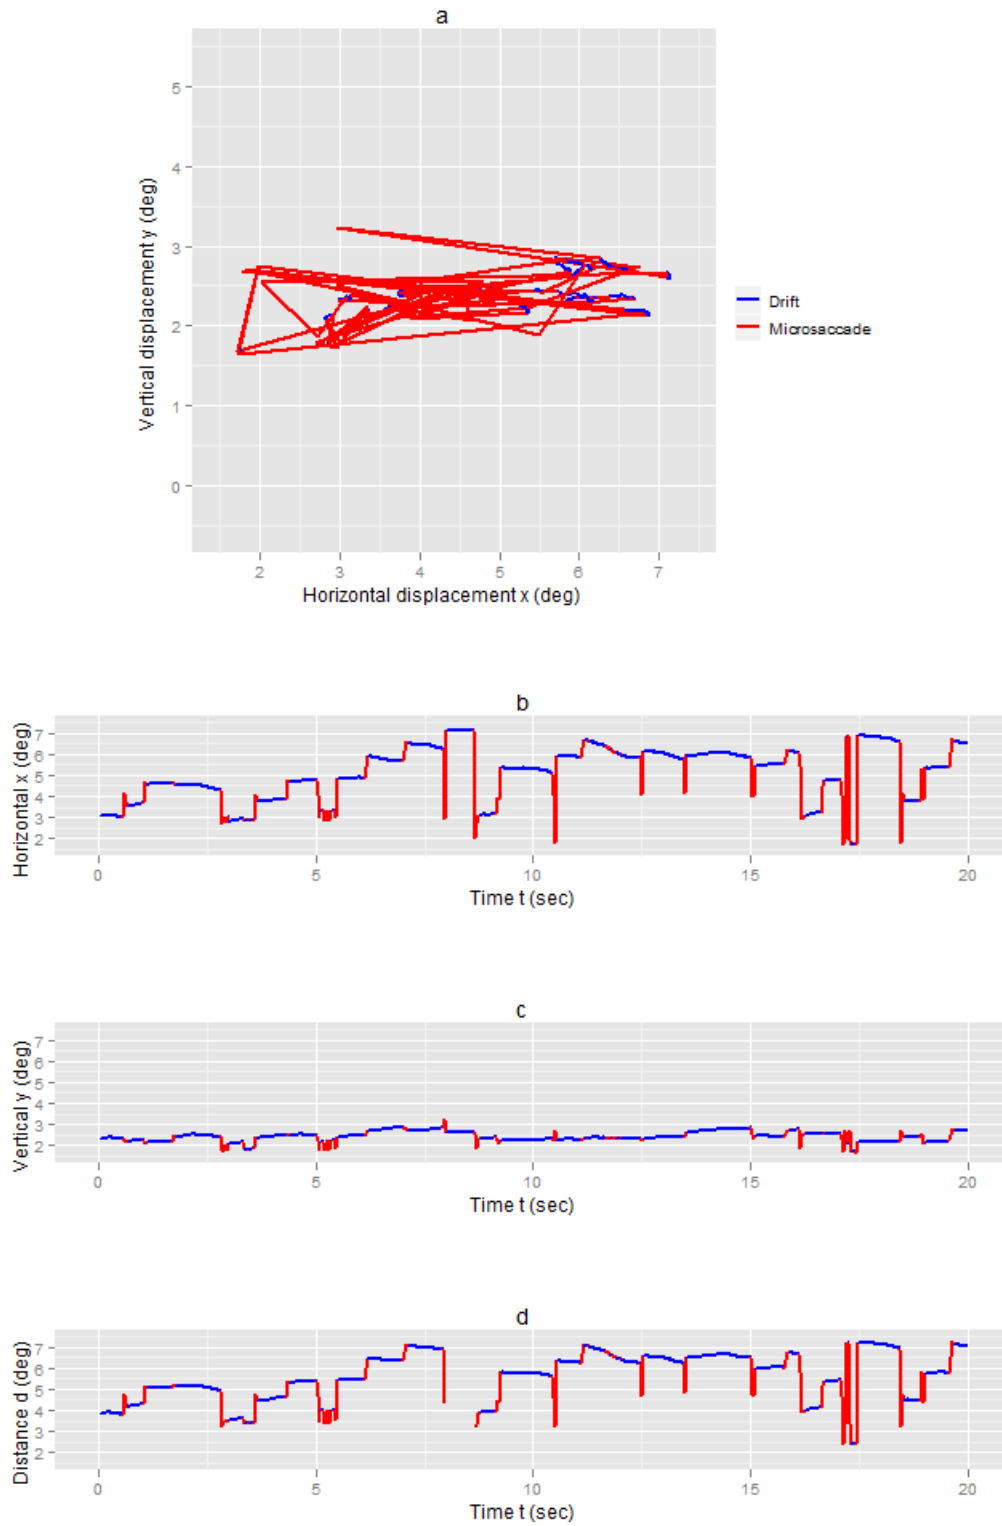 a
5
4
3
2
1
0
Vertical displacement y (deg)
2 3 4 5 6 7
Horizontal displacement x (deg)
Drift
Microsaccade
b
7
6
5
4
3
2
Horizontal x (deg)
0 5 10 15 20
Time t (sec)
c
7
6
5
4
3
2
Vertical y (deg)
0 5 10 15 20
Time t (sec)
d
7
6
5
4
3
2
Distance d (deg)
0 5 10 15 20
Time t (sec)